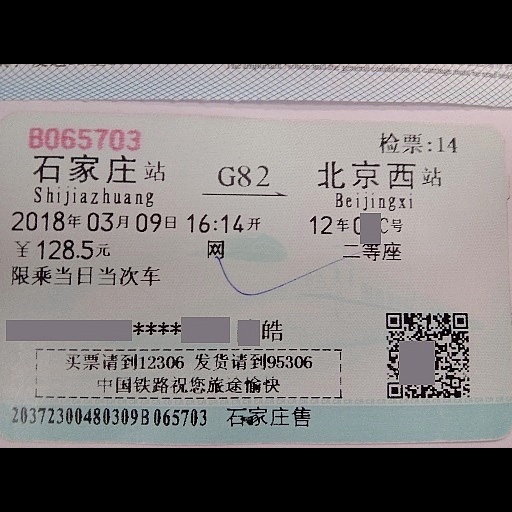 B065703
检票:14
石家庄站 G82 北京西站
Shijiazhuang Beijingxi
2018年03月09日 16:14开 12车0 C号
¥128.5元 网 二等座
限乘当日当次车
**** 皓
买票请到12306 发货请到95306
中国铁路祝您旅途愉快
20372300480309B065703 石家庄售